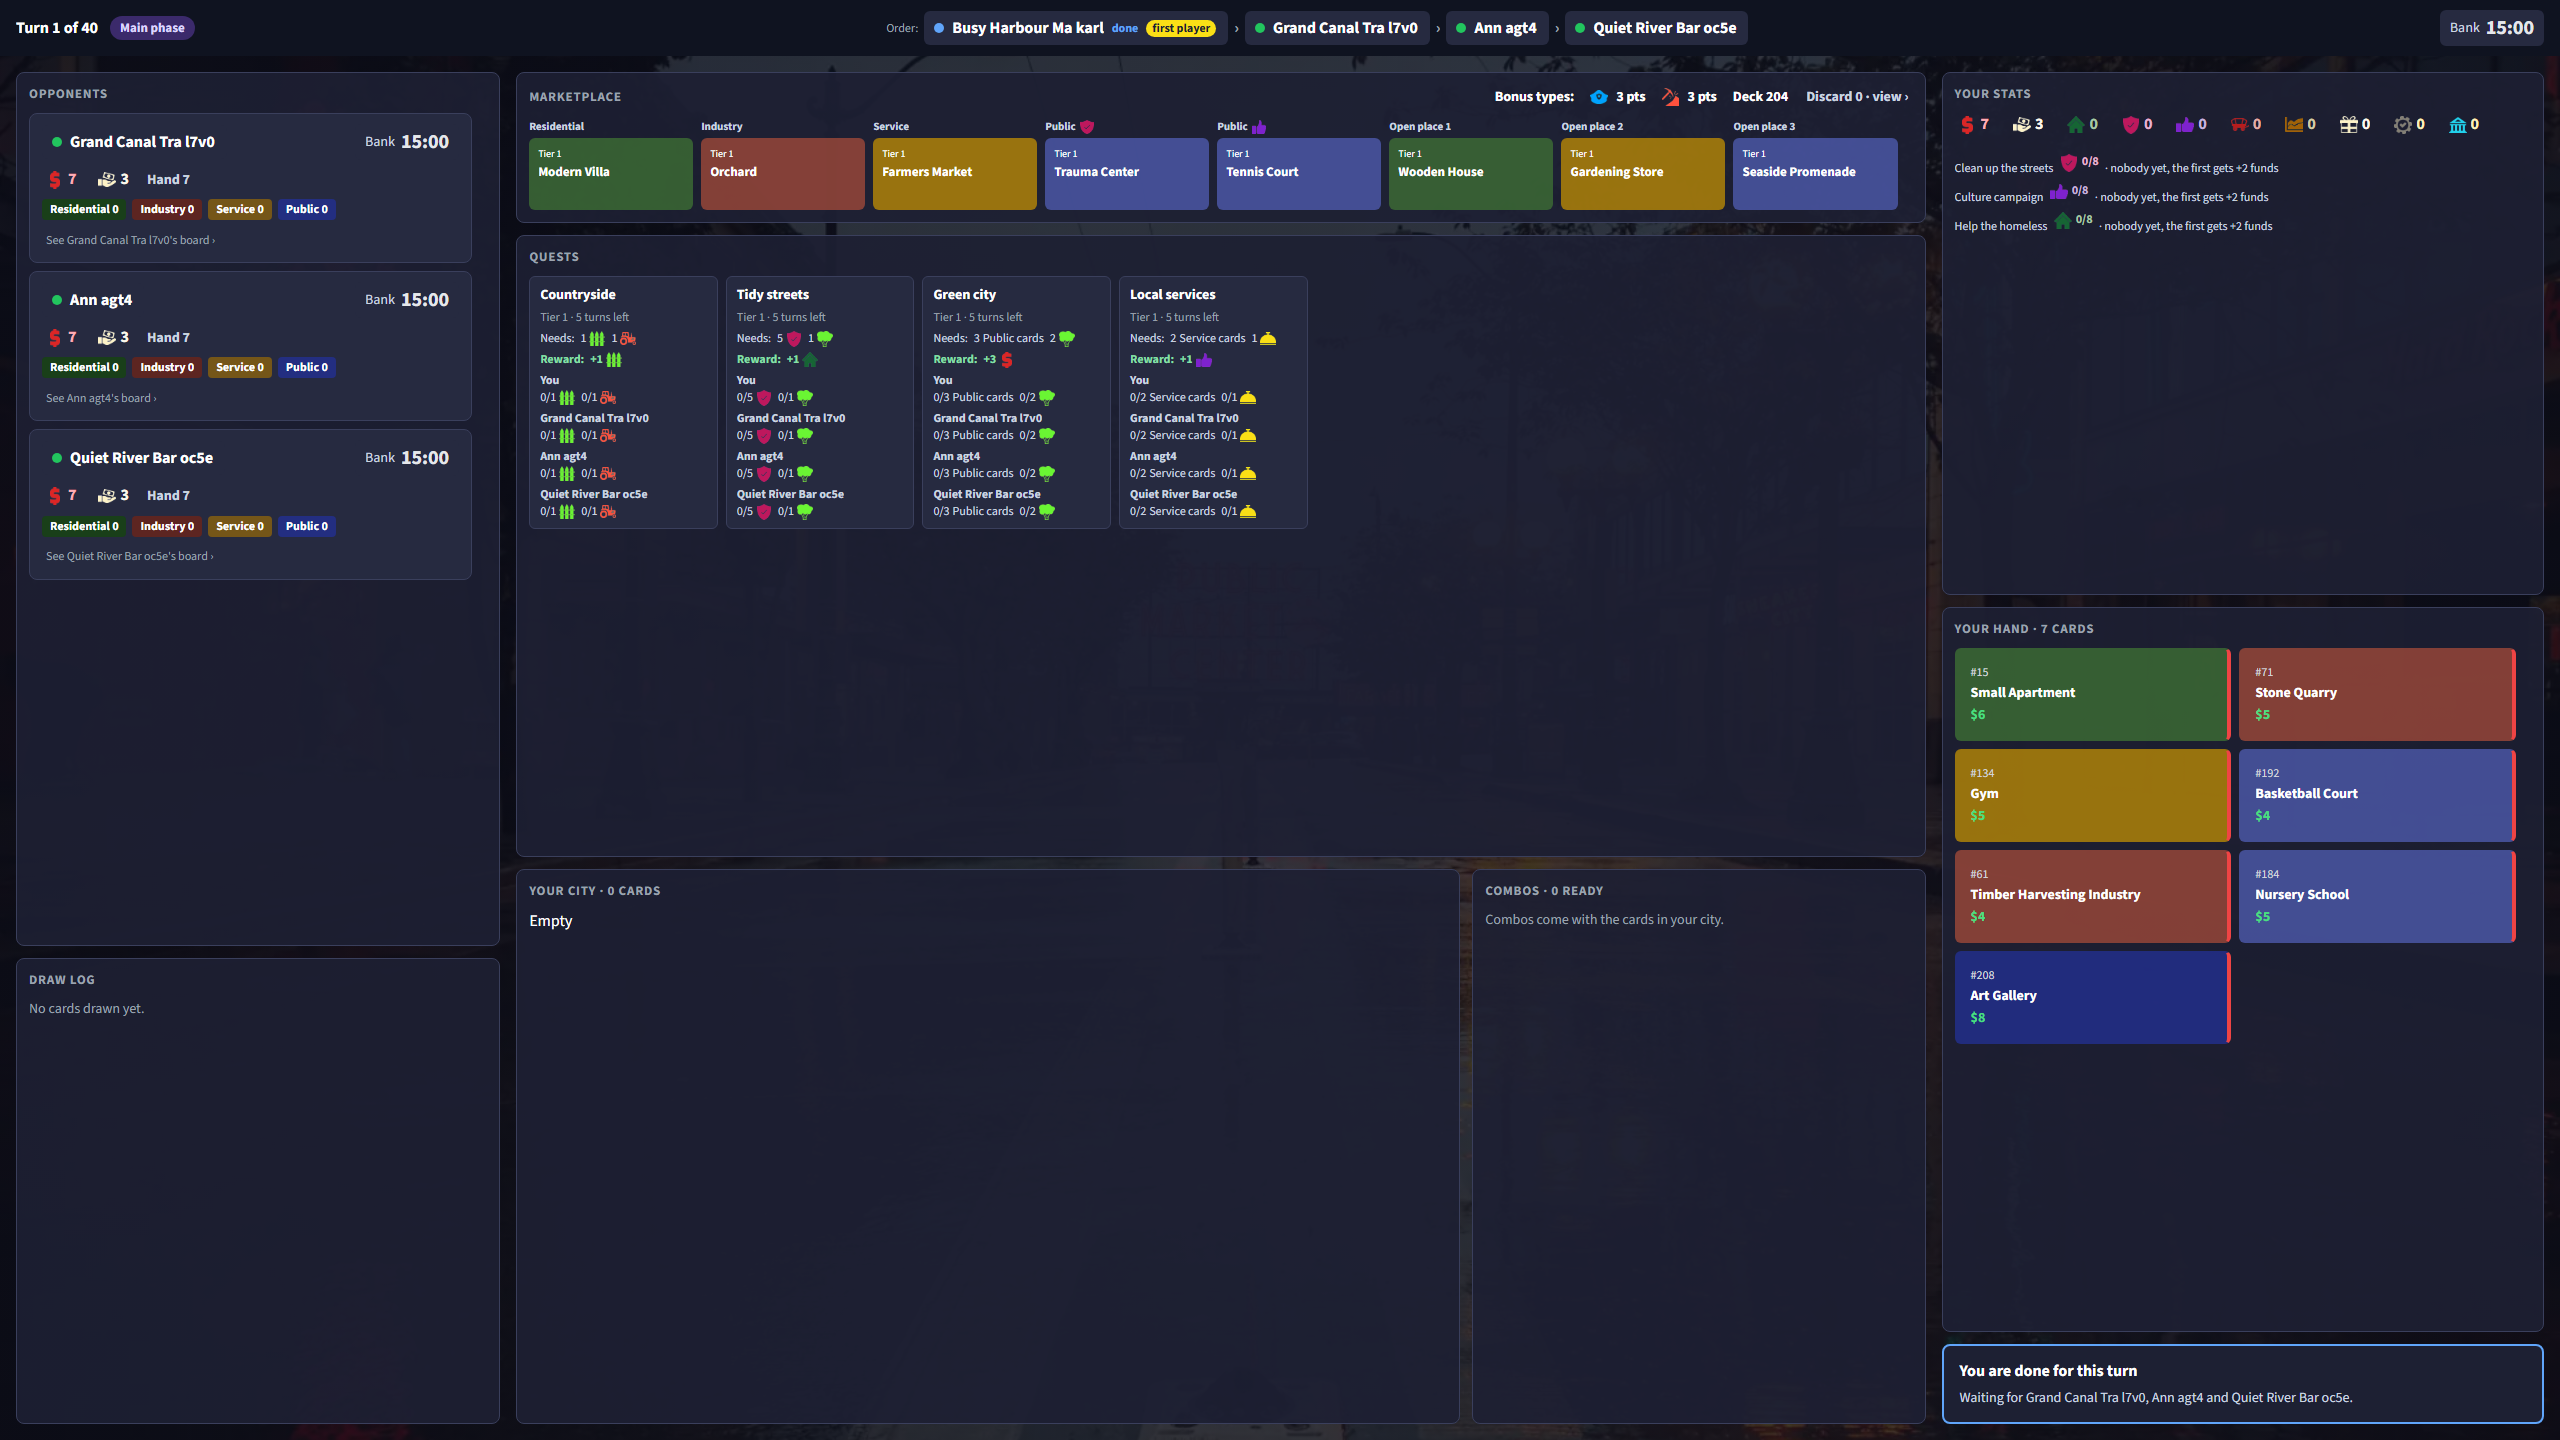 Turn 1 of 40 Main phase
Order: Busy Harbour Ma karl done first player › Grand Canal Tra l7v0 › Ann agt4 › Quiet River Bar oc5e
Bank 15:00
OPPONENTS
Grand Canal Tra l7v0 Bank 15:00
7 3 Hand 7
Residential 0 Industry 0 Service 0 Public 0
See Grand Canal Tra l7v0's board ›
Ann agt4 Bank 15:00
7 3 Hand 7
Residential 0 Industry 0 Service 0 Public 0
See Ann agt4's board ›
Quiet River Bar oc5e Bank 15:00
7 3 Hand 7
Residential 0 Industry 0 Service 0 Public 0
See Quiet River Bar oc5e's board ›
DRAW LOG
No cards drawn yet.
MARKETPLACE
Bonus types: 3 pts 3 pts Deck 204 Discard 0 · view ›
Residential Industry Service Public Public Open place 1 Open place 2 Open place 3
Tier 1 Tier 1 Tier 1 Tier 1 Tier 1 Tier 1 Tier 1 Tier 1
Modern Villa Orchard Farmers Market Trauma Center Tennis Court Wooden House Gardening Store Seaside Promenade
QUESTS
Countryside
Tier 1 · 5 turns left
Needs: 1 1
Reward: +1
You
0/1 0/1
Grand Canal Tra l7v0
0/1 0/1
Ann agt4
0/1 0/1
Quiet River Bar oc5e
0/1 0/1
Tidy streets
Tier 1 · 5 turns left
Needs: 5 1
Reward: +1
You
0/5 0/1
Grand Canal Tra l7v0
0/5 0/1
Ann agt4
0/5 0/1
Quiet River Bar oc5e
0/5 0/1
Green city
Tier 1 · 5 turns left
Needs: 3 Public cards 2
Reward: +3
You
0/3 Public cards 0/2
Grand Canal Tra l7v0
0/3 Public cards 0/2
Ann agt4
0/3 Public cards 0/2
Quiet River Bar oc5e
0/3 Public cards 0/2
Local services
Tier 1 · 5 turns left
Needs: 2 Service cards 1
Reward: +1
You
0/2 Service cards 0/1
Grand Canal Tra l7v0
0/2 Service cards 0/1
Ann agt4
0/2 Service cards 0/1
Quiet River Bar oc5e
0/2 Service cards 0/1
YOUR CITY · 0 CARDS
Empty
COMBOS · 0 READY
Combos come with the cards in your city.
YOUR STATS
7 3 0 0 0 0 0 0 0 0
Clean up the streets 0/8 · nobody yet, the first gets +2 funds
Culture campaign 0/8 · nobody yet, the first gets +2 funds
Help the homeless 0/8 · nobody yet, the first gets +2 funds
YOUR HAND · 7 CARDS
#15
Small Apartment
$6
#71
Stone Quarry
$5
#134
Gym
$5
#192
Basketball Court
$4
#61
Timber Harvesting Industry
$4
#184
Nursery School
$5
#208
Art Gallery
$8
You are done for this turn
Waiting for Grand Canal Tra l7v0, Ann agt4 and Quiet River Bar oc5e.